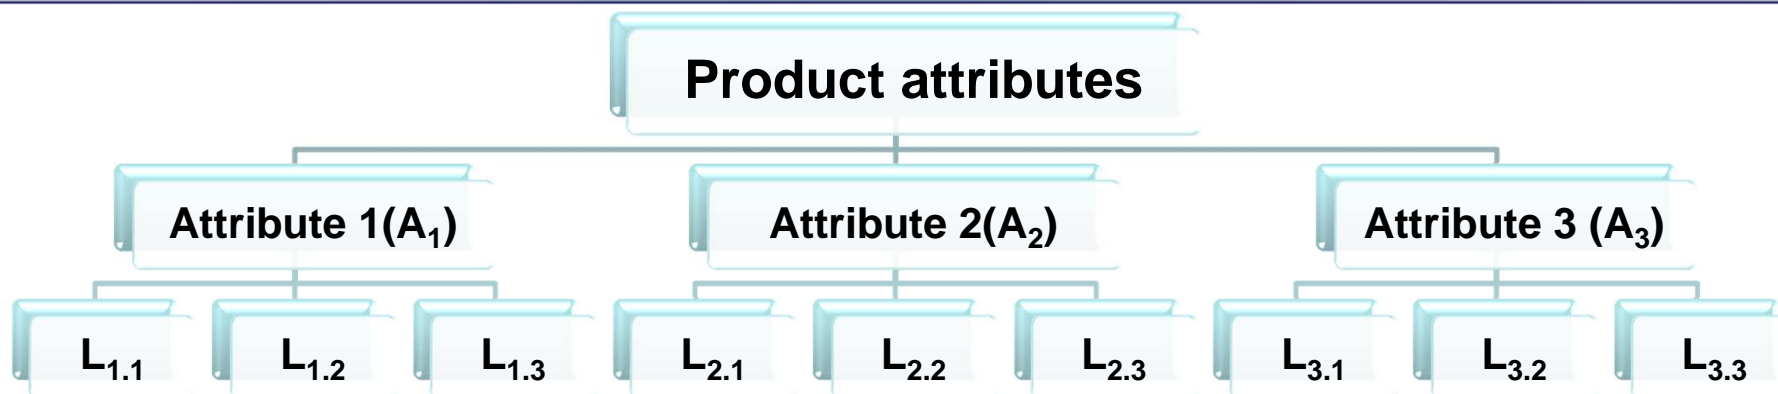 Product attributes
Attribute 1(A₁)
Attribute 2(A₂)
Attribute 3 (A₃)
L₁.₁
L₁.₂
L₁.₃
L₂.₁
L₂.₂
L₂.₃
L₃.₁
L₃.₂
L₃.₃